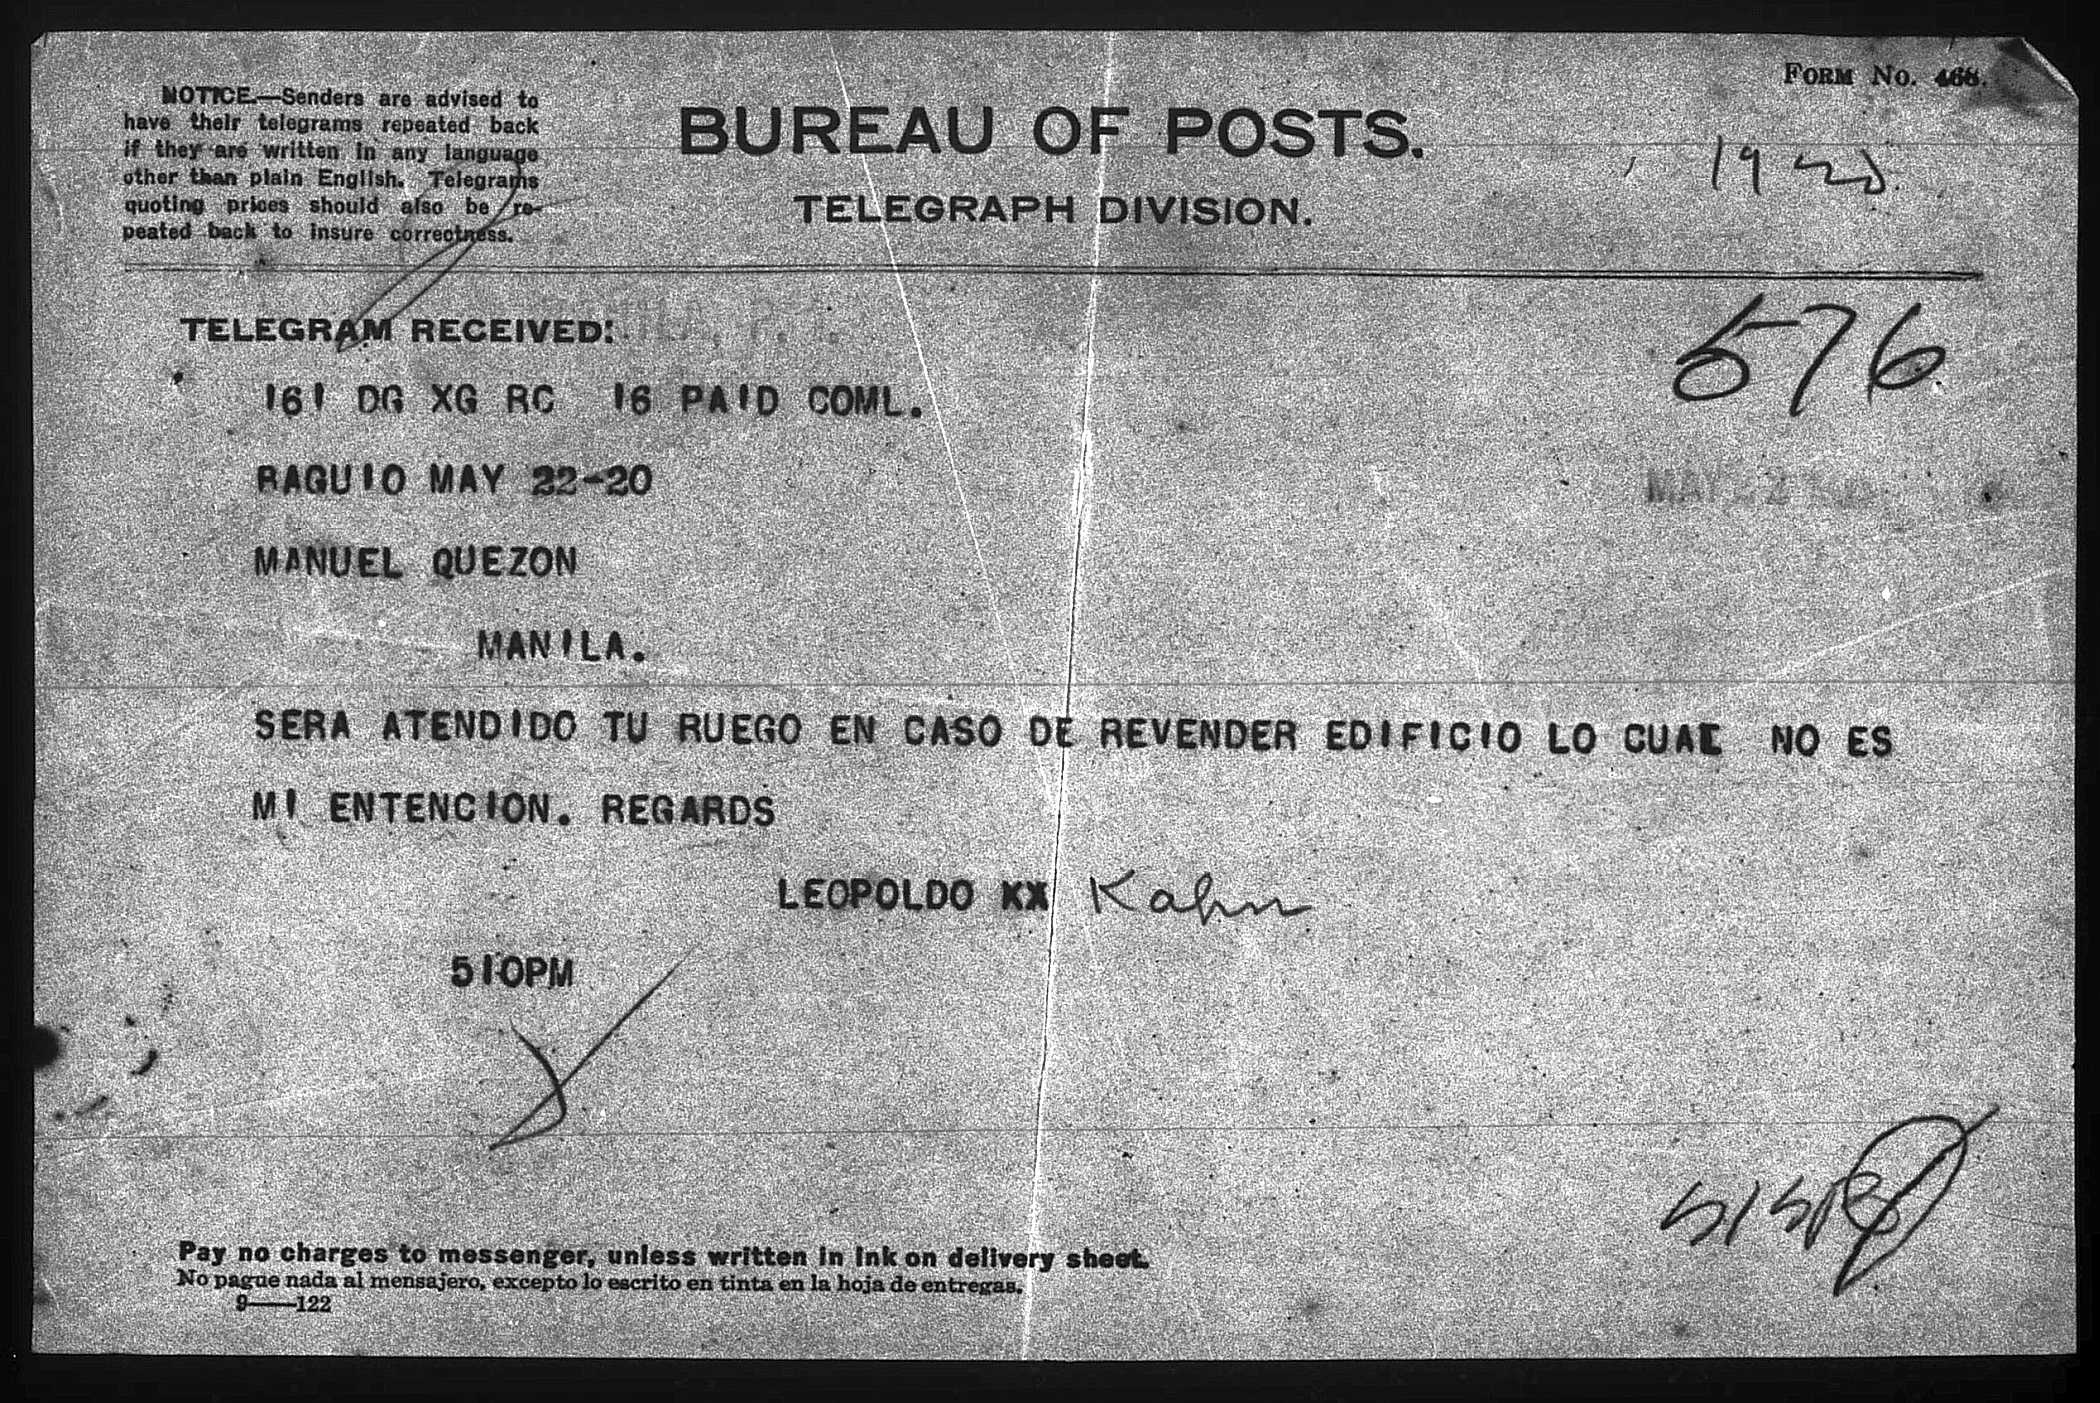 FORM No. 468.
NOTICE.—Senders are advised to
have their telegrams repeated back
if they are written in any language
other than plain English. Telegrams
quoting prices should also be re-
peated back to insure correctness.
BUREAU OF POSTS.
TELEGRAPH DIVISION.
TELEGRAM RECEIVED:
576
161 DG XG RC 16 PAID COML.
BAGUIO MAY 22-20
MAY 22
MANUEL QUEZON
MANILA.
SERA ATENDIDO TU RUEGO EN CASO DE REVENDER EDIFICIO LO CUAL NO ES
MI ENTENCION. REGARDS
LEOPOLDO KX Kahn
510PM
Pay no charges to messenger, unless written in ink on delivery sheet.
No pague nada al mensajero, excepto lo escrito en tinta en la hoja de entregas.
9——122